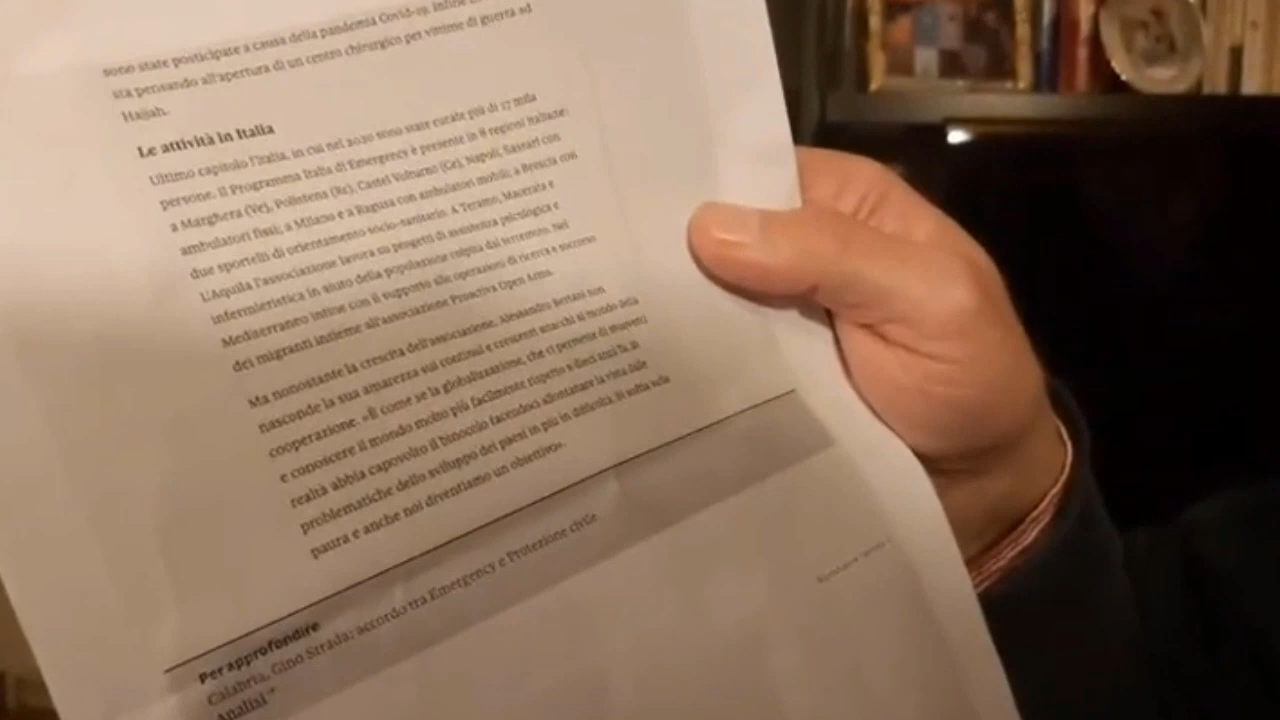 sono state posticipate a causa della pandemia Covid-19. Infine
sta pensando all'apertura di un centro chirurgico per vittime di guerra ad
Hajjah.
Le attività in Italia
Ultimo capitolo l'Italia, in cui nel 2020 sono state curate più di 17 mila
persone. Il Programma Italia di Emergency è presente in 8 regioni italiane:
a Marghera (Ve), Polistena (Rc), Castel Volturno (Ce), Napoli, Sassari con
ambulatori fissi; a Milano e a Ragusa con ambulatori mobili; a Brescia con
due sportelli di orientamento socio-sanitario. A Teramo, Macerata e
L'Aquila l'associazione lavora su progetti di assistenza psicologica e
infermieristica in aiuto della popolazione colpita dal terremoto. Nel
Mediterraneo infine con il supporto alle operazioni di ricerca e soccorso
dei migranti insieme all'associazione Proactiva Open Arms.
Ma nonostante la crescita dell'associazione, Alessandro Bertani non
nasconde la sua amarezza sui continui e crescenti attacchi al mondo della
cooperazione. «È come se la globalizzazione, che ci permette di muoverci
e conoscere il mondo molto più facilmente rispetto a dieci anni fa, in
realtà abbia capovolto il binocolo facendoci allontanare la vista dalle
problematiche dello sviluppo dei paesi in più in difficoltà. Si soffia sulla
paura e anche noi diventiamo un obiettivo».
Per approfondire
Calabria, Gino Strada: accordo tra Emergency e Protezione civile
Analisi